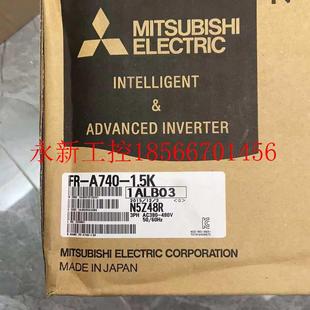 MITSUBISHI
ELECTRIC
INTELLIGENT
&
ADVANCED INVERTER
永新工控18566701456
FR-A740-1.5K
1ALB03
N5Z48R
3PH AC380-480V
50/60Hz
MITSUBISHI ELECTRIC CORPORATION
MADE IN JAPAN